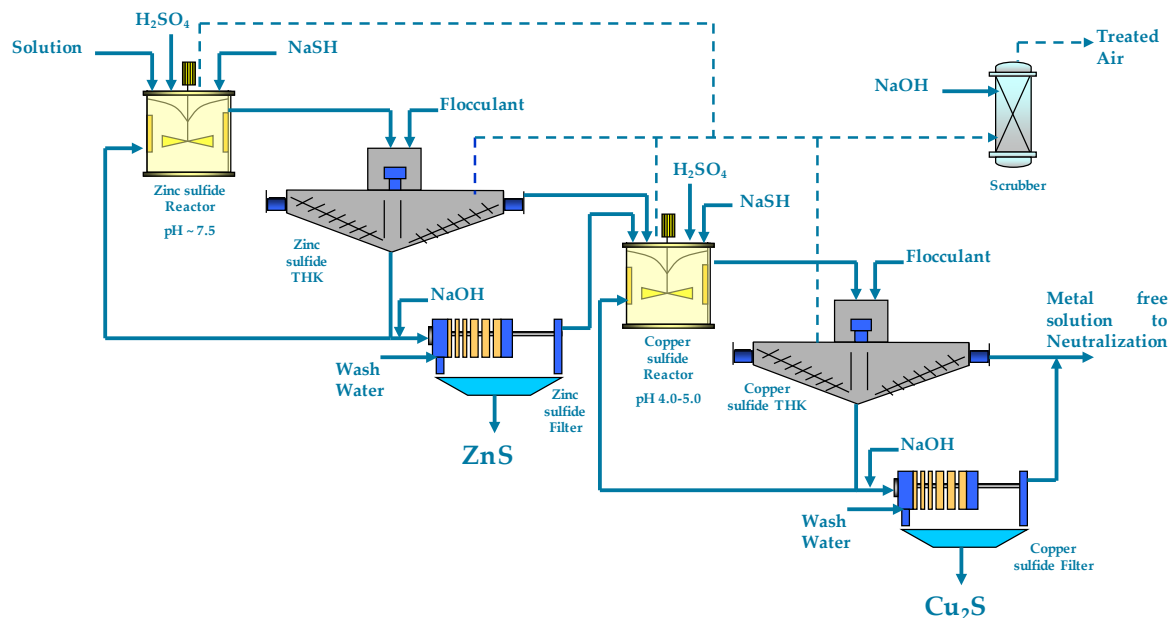 H₂SO₄
Solution
NaSH
Treated
Air
NaOH
Flocculant
Scrubber
Zinc sulfide
Reactor
pH ~ 7.5
H₂SO₄
NaSH
Zinc
sulfide
THK
Flocculant
NaOH
Metal free
solution to
Neutralization
Wash
Water
Copper
sulfide
Reactor
pH 4.0-5.0
Copper
sulfide THK
Zinc
sulfide
Filter
ZnS
NaOH
Wash
Water
Copper
sulfide Filter
Cu₂S